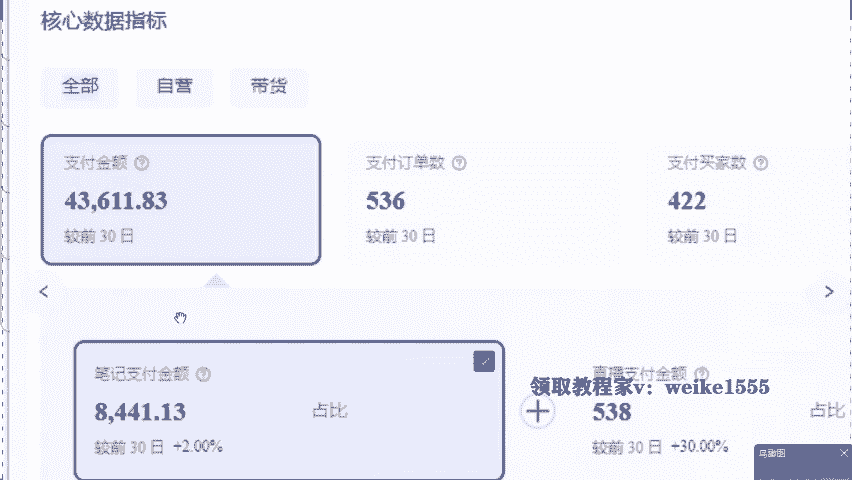 核心数据指标
全部 自营 带货
支付金额 支付订单数 支付买家数
43,611.83 536 422
较前 30 日 较前 30 日 较前 30 日
笔记支付金额 直播支付金额
领取教程家v：weike1555
8,441.13 占比 538 占比
较前 30 日 +2.00% 较前 30 日 +30.00%
鸟瞰图